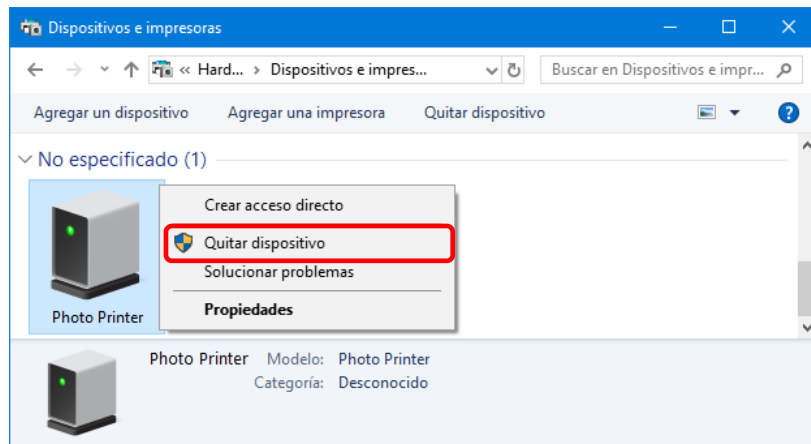 Dispositivos e impresoras
« Hard... > Dispositivos e impres...
Buscar en Dispositivos e impr...
Agregar un dispositivo Agregar una impresora Quitar dispositivo
No especificado (1)
Crear acceso directo
Quitar dispositivo
Solucionar problemas
Propiedades
Photo Printer
Photo Printer Modelo: Photo Printer
Categoría: Desconocido